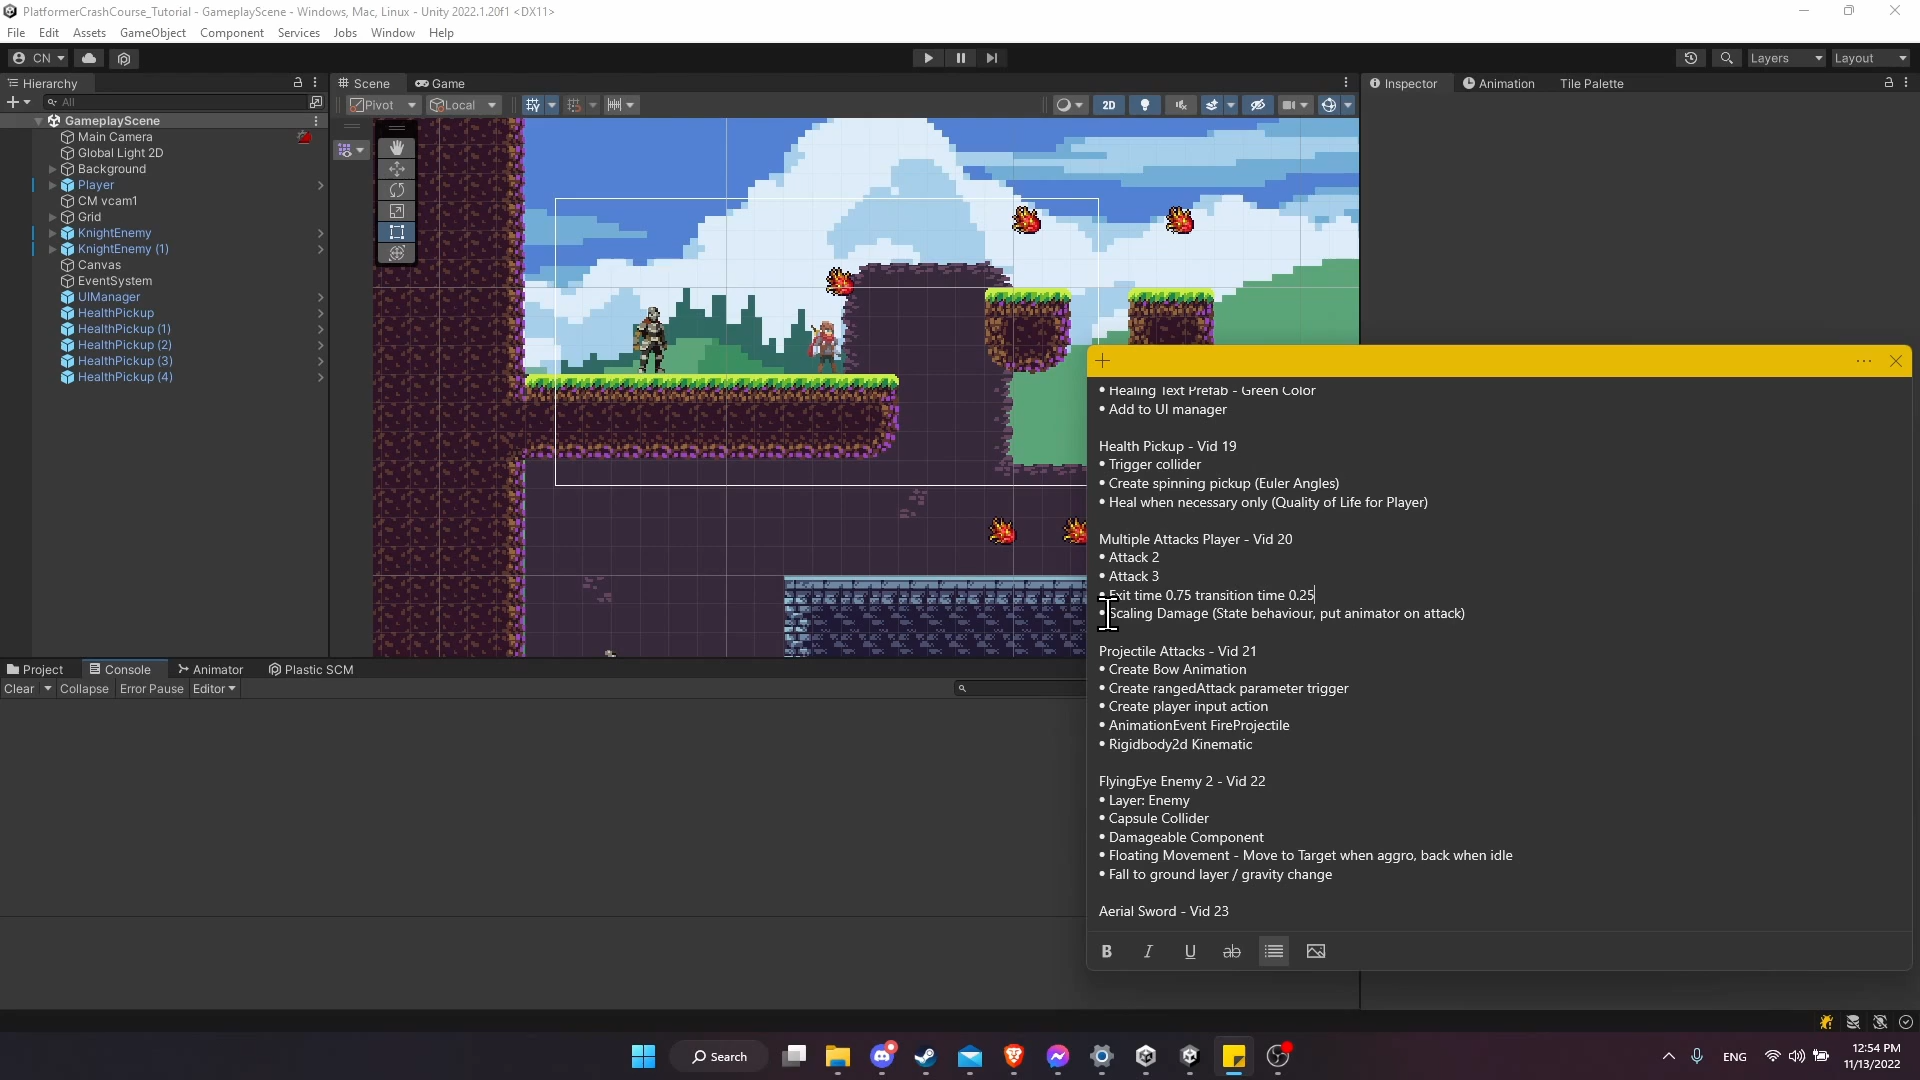 PlatformerCrashCourse_Tutorial - GameplayScene - Windows, Mac, Linux - Unity 2022.1.20f1 <DX11>
File Edit Assets GameObject Component Services Jobs Window Help
CN
Layers
Layout
Hierarchy
Scene
Game
Inspector
Animation
Tile Palette
All
Pivot
Local
2D
GameplayScene
Main Camera
Global Light 2D
Background
Player
CM vcam1
Grid
KnightEnemy
KnightEnemy (1)
Canvas
EventSystem
UIManager
HealthPickup
HealthPickup (1)
HealthPickup (2)
HealthPickup (3)
HealthPickup (4)
• Healing Text Prefab - Green Color
• Add to UI manager
Health Pickup - Vid 19
• Trigger collider
• Create spinning pickup (Euler Angles)
• Heal when necessary only (Quality of Life for Player)
Multiple Attacks Player - Vid 20
• Attack 2
• Attack 3
• Exit time 0.75 transition time 0.25
• Scaling Damage (State behaviour, put animator on attack)
Projectile Attacks - Vid 21
• Create Bow Animation
• Create rangedAttack parameter trigger
• Create player input action
• AnimationEvent FireProjectile
• Rigidbody2d Kinematic
FlyingEye Enemy 2 - Vid 22
• Layer: Enemy
• Capsule Collider
• Damageable Component
• Floating Movement - Move to Target when aggro, back when idle
• Fall to ground layer / gravity change
Aerial Sword - Vid 23
B I U ab
Project
Console
Animator
Plastic SCM
Clear
Collapse
Error Pause
Editor
Search
ENG
12:54 PM
11/13/2022